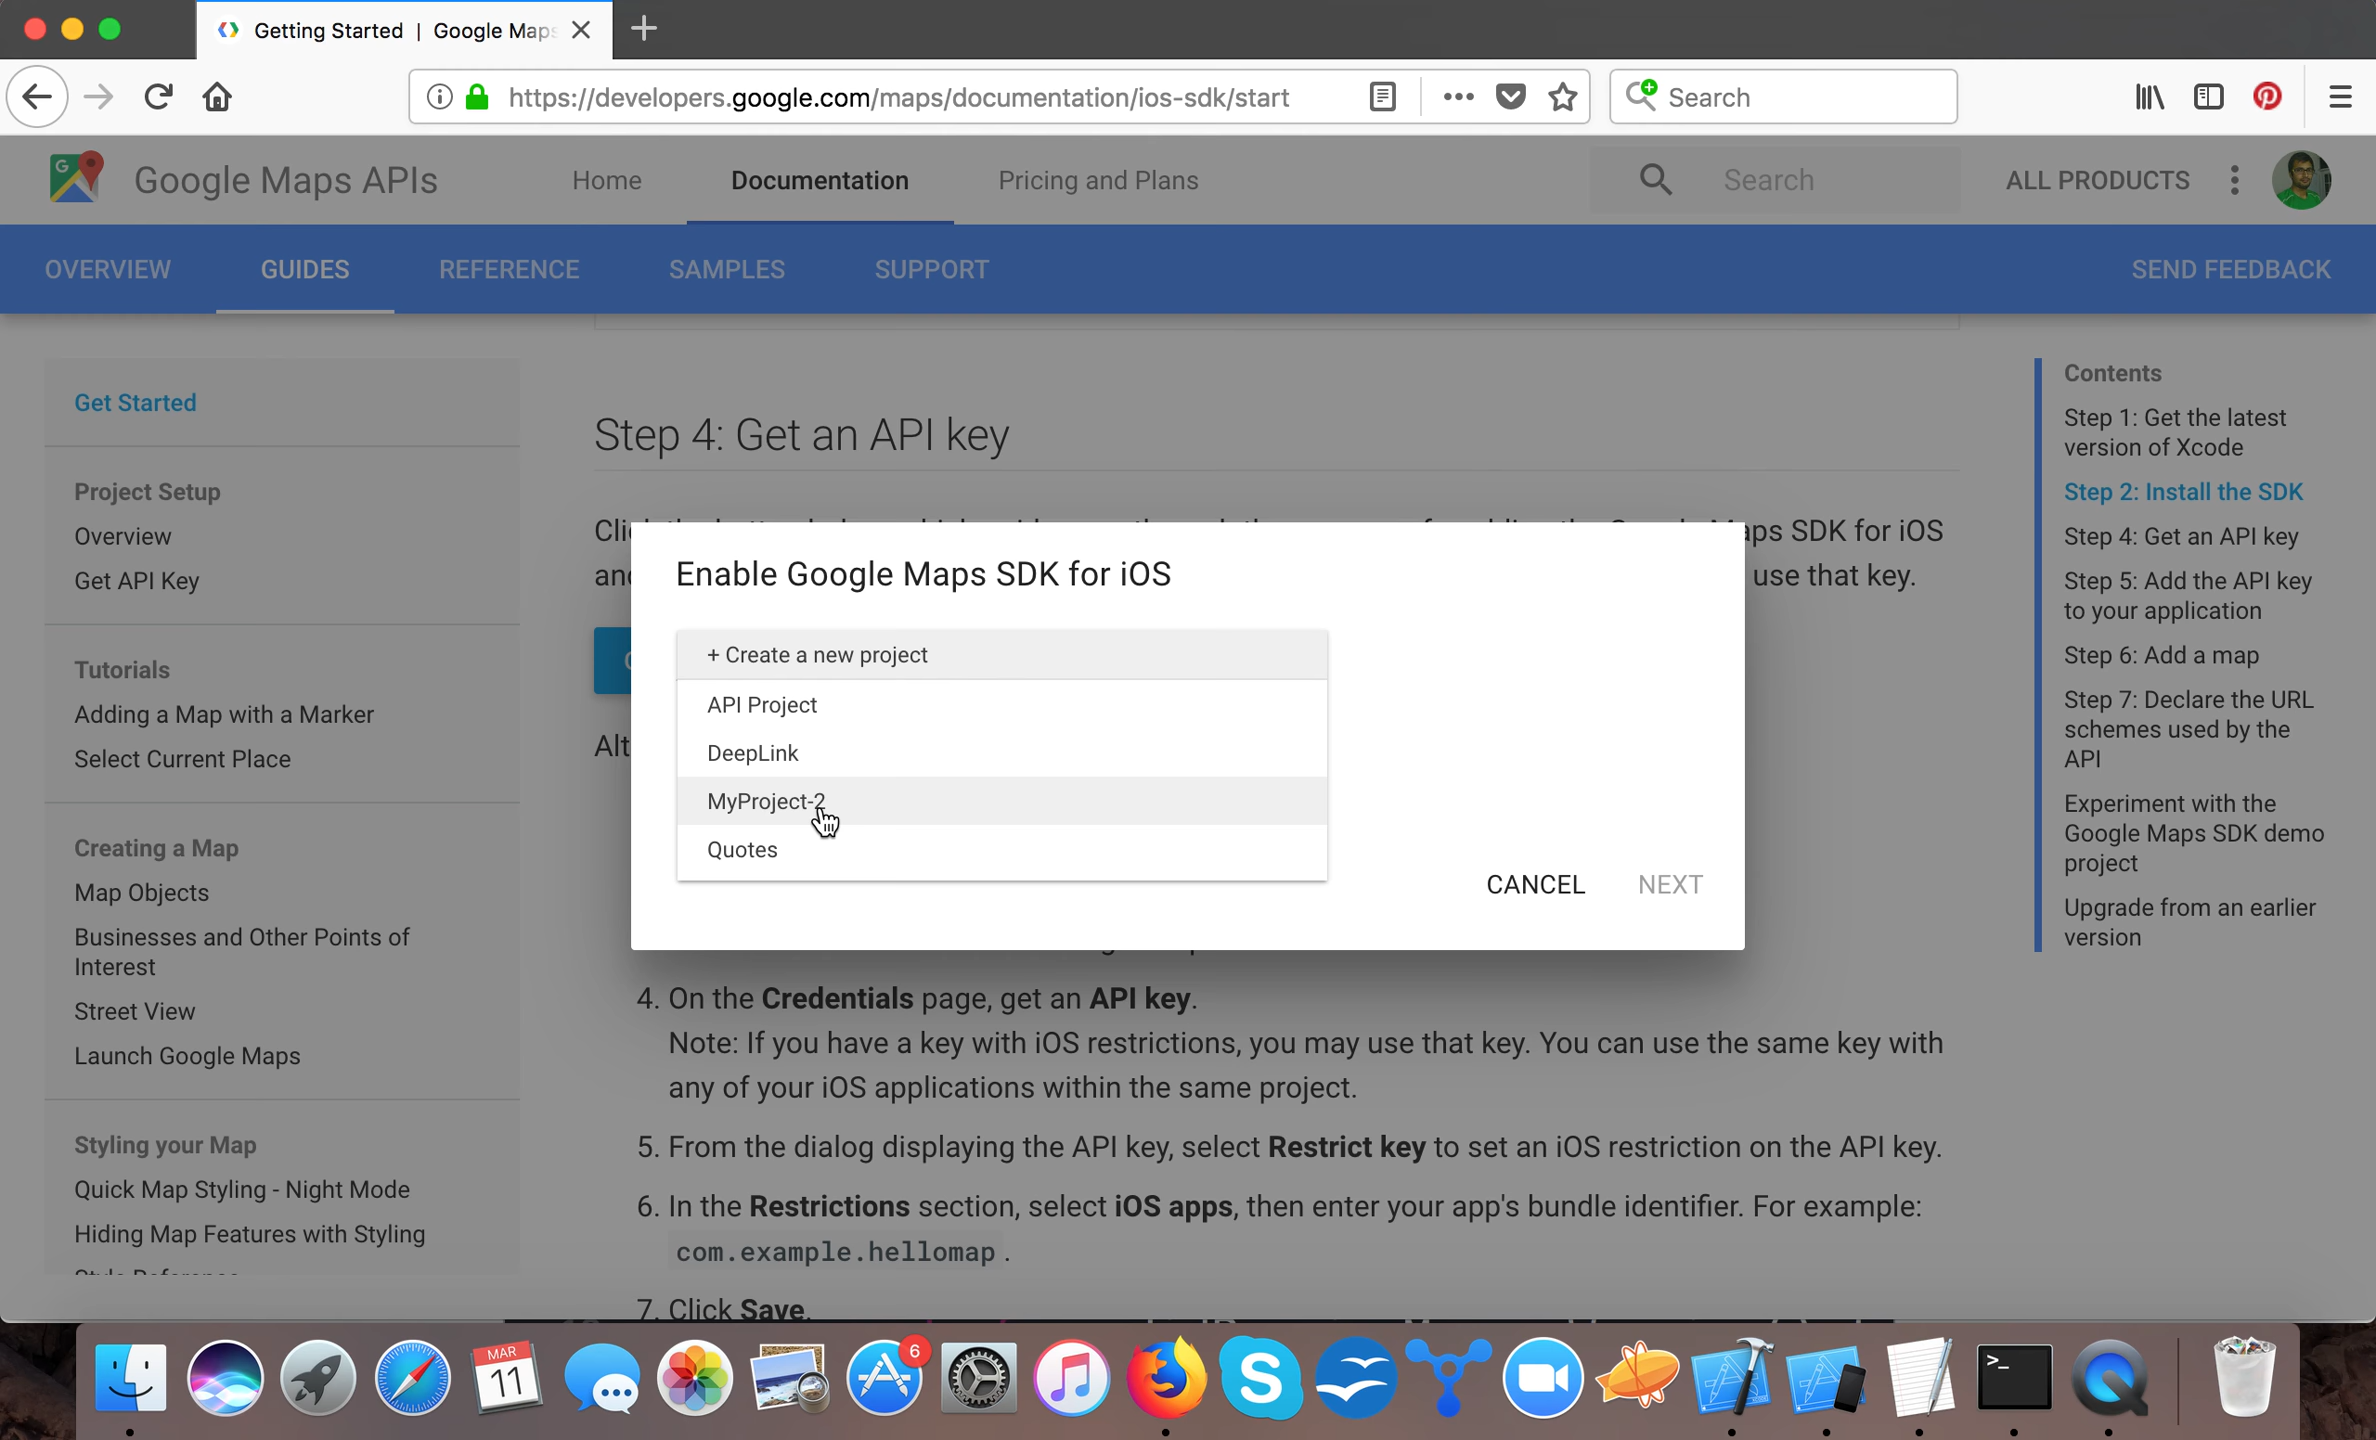 Getting Started | Google Maps
https://developers.google.com/maps/documentation/ios-sdk/start
Search
Google Maps APIs
Home
Documentation
Pricing and Plans
Search
ALL PRODUCTS
OVERVIEW
GUIDES
REFERENCE
SAMPLES
SUPPORT
SEND FEEDBACK
Get Started
Project Setup
Overview
Get API Key
Tutorials
Adding a Map with a Marker
Select Current Place
Creating a Map
Map Objects
Businesses and Other Points of
Interest
Street View
Launch Google Maps
Styling your Map
Quick Map Styling - Night Mode
Hiding Map Features with Styling
Step 4: Get an API key
Maps SDK for iOS
use that key.
Enable Google Maps SDK for iOS
+ Create a new project
API Project
DeepLink
MyProject-2
Quotes
CANCEL
NEXT
4. On the Credentials page, get an API key.
Note: If you have a key with iOS restrictions, you may use that key. You can use the same key with
any of your iOS applications within the same project.
5. From the dialog displaying the API key, select Restrict key to set an iOS restriction on the API key.
6. In the Restrictions section, select iOS apps, then enter your app's bundle identifier. For example:
com.example.hellomap .
7. Click Save.
Contents
Step 1: Get the latest
version of Xcode
Step 2: Install the SDK
Step 4: Get an API key
Step 5: Add the API key
to your application
Step 6: Add a map
Step 7: Declare the URL
schemes used by the
API
Experiment with the
Google Maps SDK demo
project
Upgrade from an earlier
version
MAR
11
6